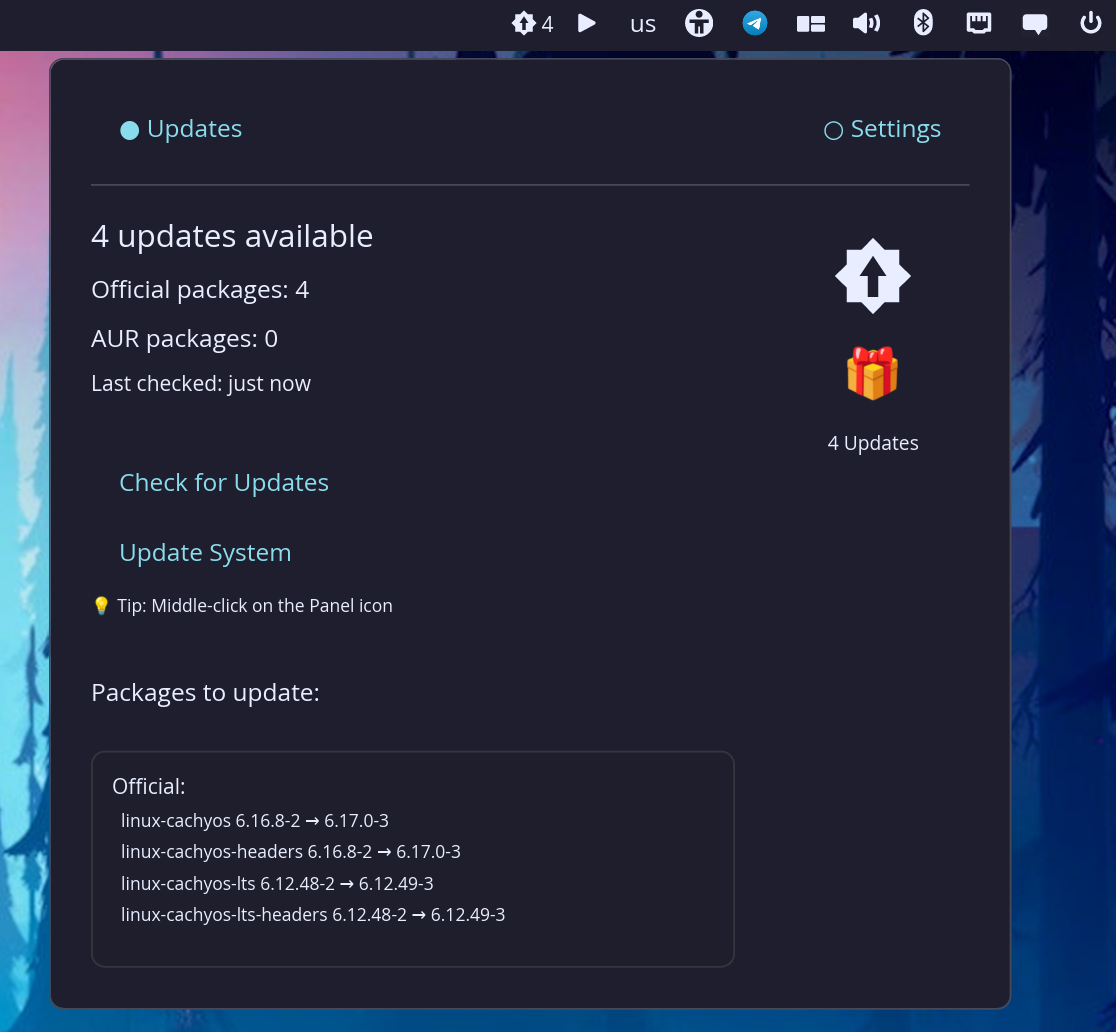 4
us
Updates
Settings
4 updates available
Official packages: 4
AUR packages: 0
Last checked: just now
4 Updates
Check for Updates
Update System
💡 Tip: Middle-click on the Panel icon
Packages to update:
Official:
linux-cachyos 6.16.8-2 → 6.17.0-3
linux-cachyos-headers 6.16.8-2 → 6.17.0-3
linux-cachyos-lts 6.12.48-2 → 6.12.49-3
linux-cachyos-lts-headers 6.12.48-2 → 6.12.49-3